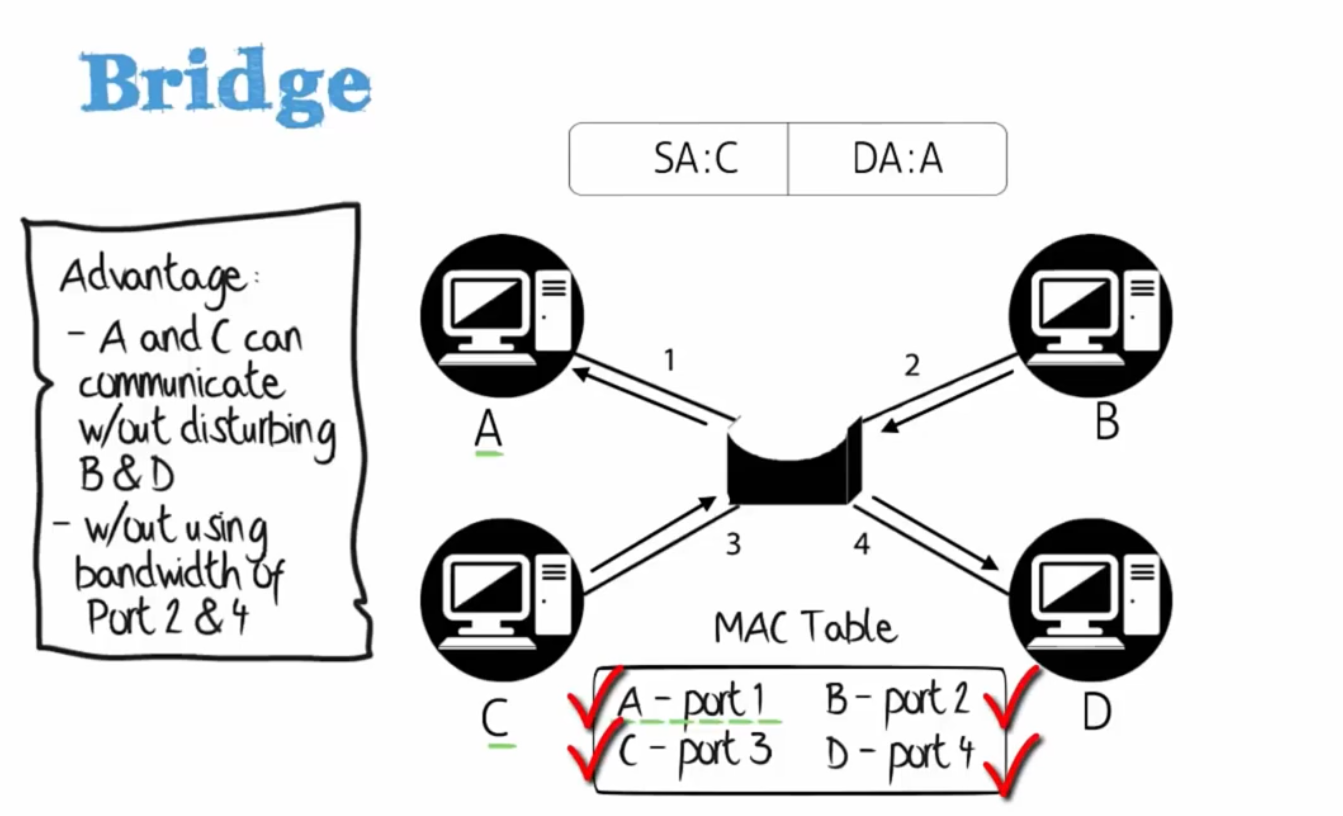 Bridge
SA:C DA:A
Advantage:
- A and C can
communicate
w/out disturbing
B & D
- w/out using
bandwidth of
Port 2 & 4
1
2
A
B
3
4
MAC Table
A - port 1 B - port 2
C - port 3 D - port 4
C
D